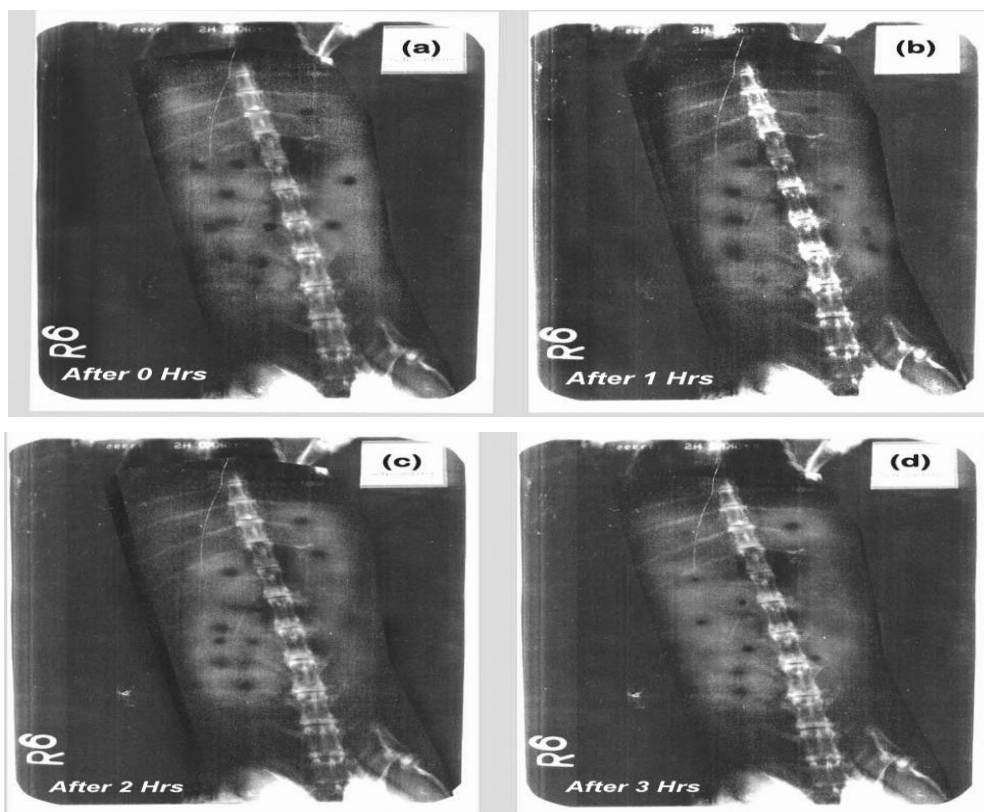 (a)
R6
After 0 Hrs
(b)
R6
After 1 Hrs
(c)
R6
After 2 Hrs
(d)
R6
After 3 Hrs